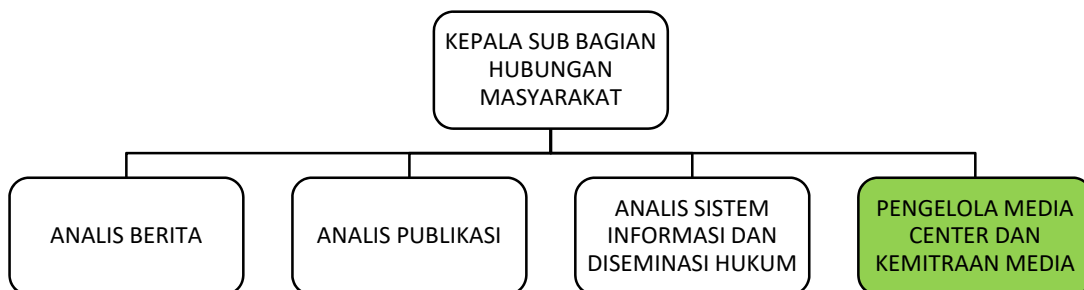 KEPALA SUB BAGIAN
HUBUNGAN
MASYARAKAT
ANALIS BERITA
ANALIS PUBLIKASI
ANALIS SISTEM
INFORMASI DAN
DISEMINASI HUKUM
PENGELOLA MEDIA
CENTER DAN
KEMITRAAN MEDIA